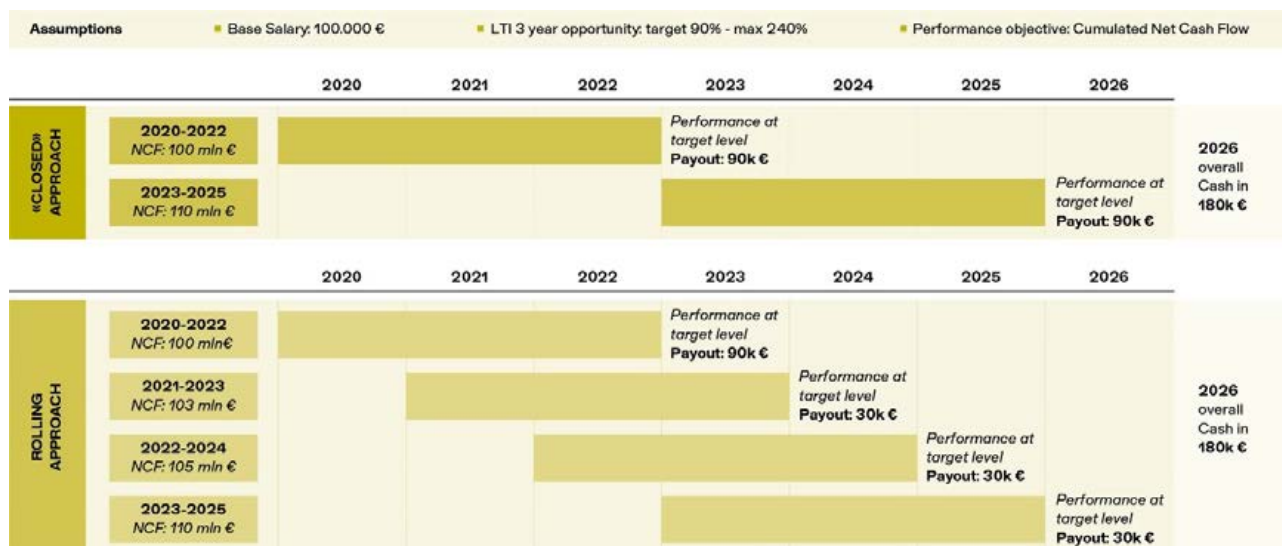 Assumptions
Base Salary: 100.000 €
LTI 3 year opportunity: target 90% - max 240%
Performance objective: Cumulated Net Cash Flow
2020 2021 2022 2023 2024 2025 2026
«CLOSED»
APPROACH
2020-2022
NCF: 100 mln €
Performance at
target level
Payout: 90k €
2023-2025
NCF: 110 mln €
Performance at
target level
Payout: 90k €
2026
overall
Cash in
180k €
2020 2021 2022 2023 2024 2025 2026
ROLLING
APPROACH
2020-2022
NCF: 100 mln€
Performance at
target level
Payout: 90k €
2021-2023
NCF: 103 mln €
Performance at
target level
Payout: 30k €
2022-2024
NCF: 105 mln €
Performance at
target level
Payout: 30k €
2023-2025
NCF: 110 mln €
Performance at
target level
Payout: 30k €
2026
overall
Cash in
180k €